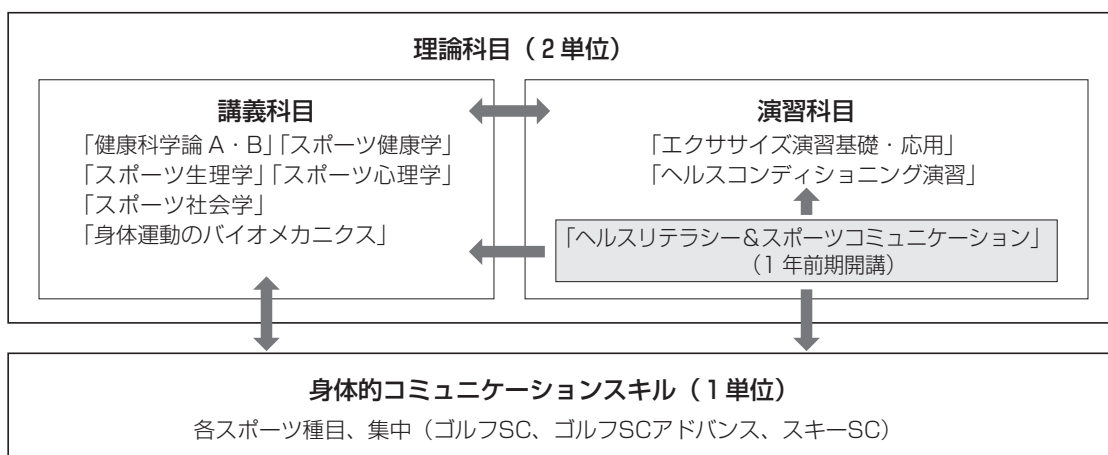 理論科目（2単位）
講義科目
「健康科学論 A・B」「スポーツ健康学」
「スポーツ生理学」「スポーツ心理学」
「スポーツ社会学」
「身体運動のバイオメカニクス」
演習科目
「エクササイズ演習基礎・応用」
「ヘルスコンディショニング演習」
「ヘルスリテラシー＆スポーツコミュニケーション」
（1 年前期開講）
身体的コミュニケーションスキル（1単位）
各スポーツ種目、集中（ゴルフSC、ゴルフSCアドバンス、スキーSC）